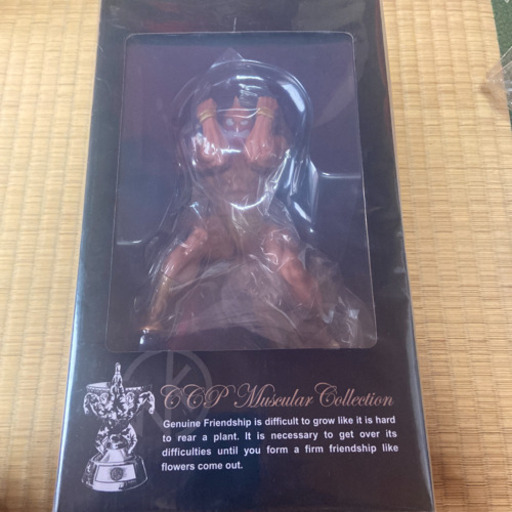 CCP Muscular Collection
Genuine Friendship is difficult to grow like it is hard
to rear a plant. It is necessary to get over its
difficulties until you form a firm friendship like
flowers come out.